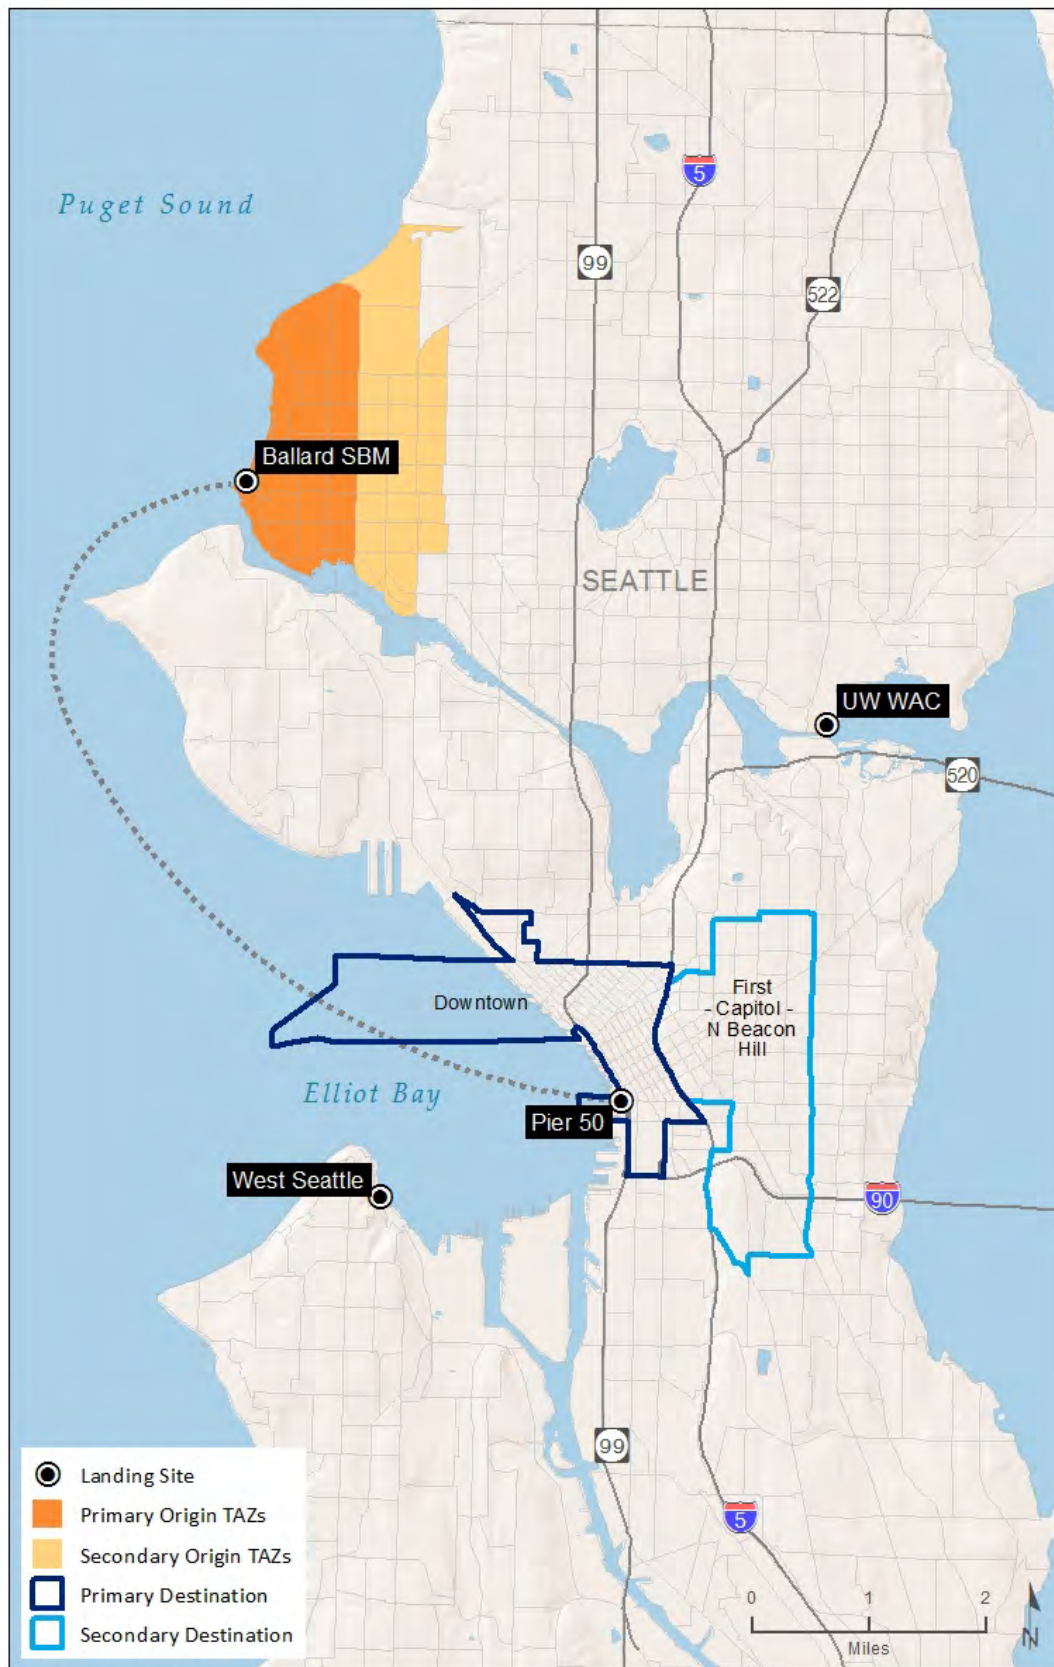 5
Puget Sound
99
522
Ballard SBM
SEATTLE
UW WAC
520
First
- Capitol -
N Beacon
Hill
Downtown
Elliot Bay
Pier 50
West Seattle
90
99
Landing Site
Primary Origin TAZs
Secondary Origin TAZs
Primary Destination
Secondary Destination
5
0 1 2
Miles
N